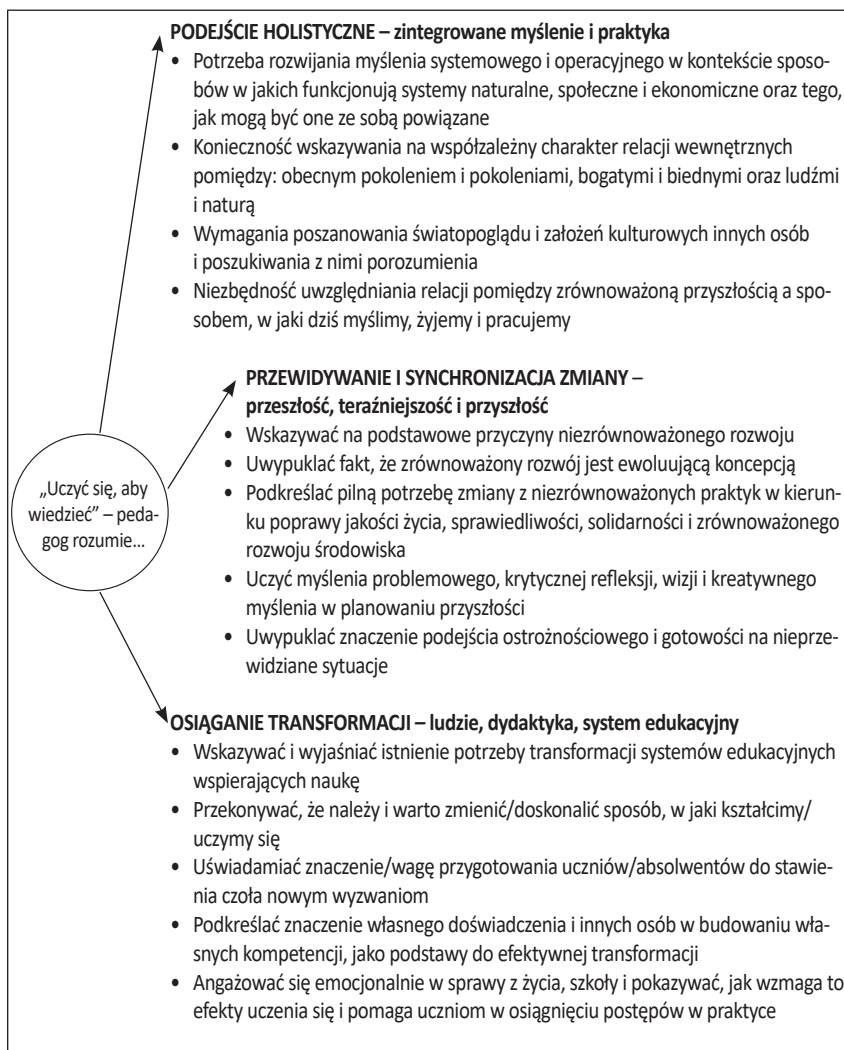 PODEJŚCIE HOLISTYCZNE – zintegrowane myślenie i praktyka
• Potrzeba rozwijania myślenia systemowego i operacyjnego w kontekście sposo-
bów w jakich funkcjonują systemy naturalne, społeczne i ekonomiczne oraz tego,
jak mogą być one ze sobą powiązane
• Konieczność wskazywania na współzależny charakter relacji wewnętrznych
pomiędzy: obecnym pokoleniem i pokoleniami, bogatymi i biednymi oraz ludźmi
i naturą
• Wymagania poszanowania światopoglądu i założeń kulturowych innych osób
i poszukiwania z nimi porozumienia
• Niezbędność uwzględniania relacji pomiędzy zrównoważoną przyszłością a spo-
sobem, w jaki dziś myślimy, żyjemy i pracujemy
PRZEWIDYWANIE I SYNCHRONIZACJA ZMIANY –
przeszłość, teraźniejszość i przyszłość
• Wskazywać na podstawowe przyczyny niezrównoważonego rozwoju
• Uwypuklać fakt, że zrównoważony rozwój jest ewoluującą koncepcją
• Podkreślać pilną potrzebę zmiany z niezrównoważonych praktyk w kierun-
ku poprawy jakości życia, sprawiedliwości, solidarności i zrównoważonego
rozwoju środowiska
• Uczyć myślenia problemowego, krytycznej refleksji, wizji i kreatywnego
myślenia w planowaniu przyszłości
• Uwypuklać znaczenie podejścia ostrożnościowego i gotowości na nieprze-
widziane sytuacje
„Uczyć się, aby
wiedzieć” – peda-
gog rozumie...
OSIĄGANIE TRANSFORMACJI – ludzie, dydaktyka, system edukacyjny
• Wskazywać i wyjaśniać istnienie potrzeby transformacji systemów edukacyjnych
wspierających naukę
• Przekonywać, że należy i warto zmienić/doskonalić sposób, w jaki kształcimy/
uczymy się
• Uświadamiać znaczenie/wagę przygotowania uczniów/absolwentów do stawie-
nia czoła nowym wyzwaniom
• Podkreślać znaczenie własnego doświadczenia i innych osób w budowaniu wła-
snych kompetencji, jako podstawy do efektywnej transformacji
• Angażować się emocjonalnie w sprawy z życia, szkoły i pokazywać, jak wzmaga to
efekty uczenia się i pomaga uczniom w osiągnięciu postępów w praktyce